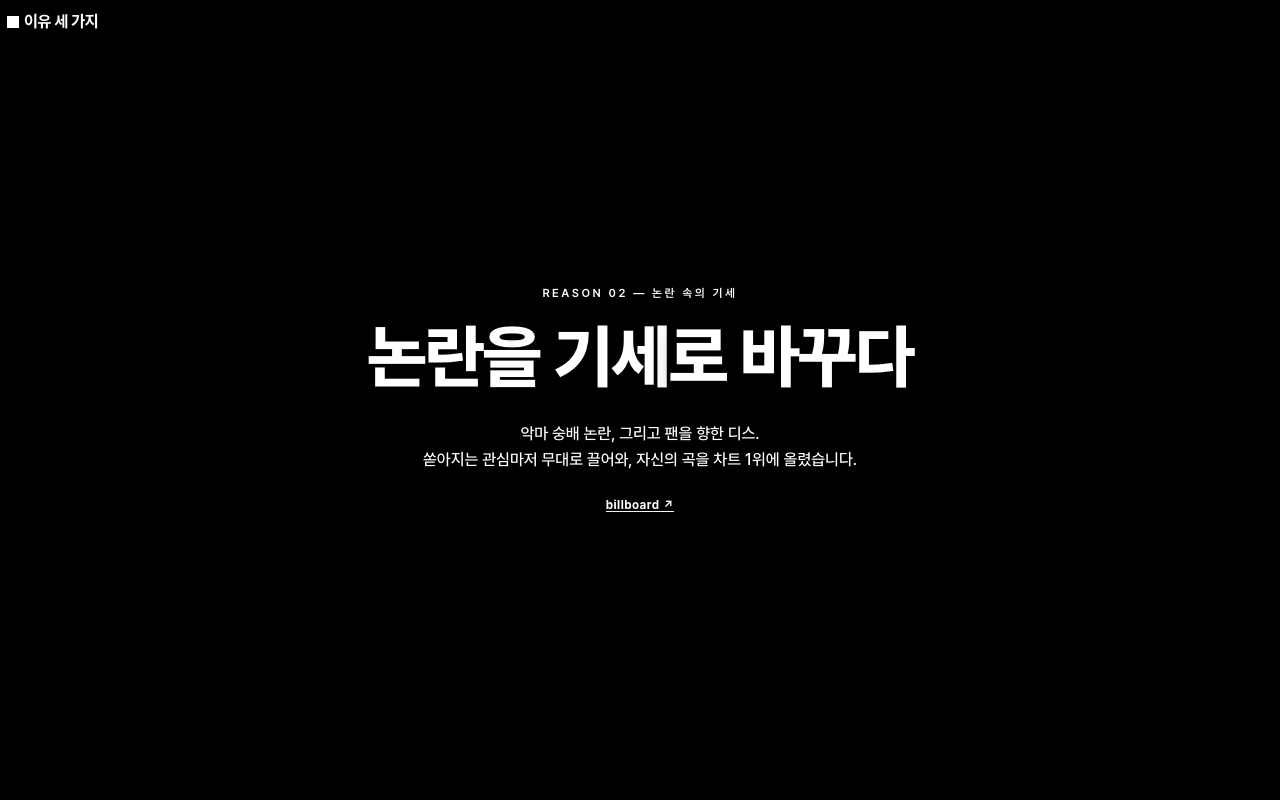 ■ 이유 세 가지
REASON 02 — 논란 속의 기세
논란을 기세로 바꾸다
악마 숭배 논란, 그리고 팬을 향한 디스.
쏟아지는 관심마저 무대로 끌어와, 자신의 곡을 차트 1위에 올렸습니다.
billboard ↗